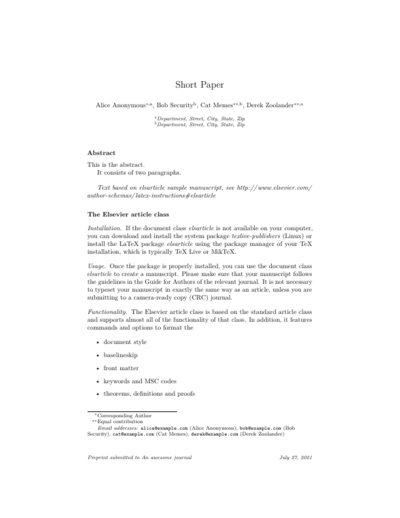 Short Paper
Alice Anonymous*,a, Bob Securityb, Cat Memes**,b, Derek Zoolander**,a
aDepartment, Street, City, State, Zip
bDepartment, Street, City, State, Zip
Abstract
This is the abstract.
It consists of two paragraphs.
Text based on elsarticle sample manuscript, see http://www.elsevier.com/
author-schemas/latex-instructions#elsarticle
The Elsevier article class
Installation. If the document class elsarticle is not available on your computer,
you can download and install the system package texlive-publishers (Linux) or
install the LaTeX package elsarticle using the package manager of your TeX
installation, which is typically TeX Live or MikTeX.
Usage. Once the package is properly installed, you can use the document class
elsarticle to create a manuscript. Please make sure that your manuscript follows
the guidelines in the Guide for Authors of the relevant journal. It is not necessary
to typeset your manuscript in exactly the same way as an article, unless you are
submitting to a camera-ready copy (CRC) journal.
Functionality. The Elsevier article class is based on the standard article class
and supports almost all of the functionality of that class. In addition, it features
commands and options to format the
• document style
• baselineskip
• front matter
• keywords and MSC codes
• theorems, definitions and proofs
*Corresponding Author
**Equal contribution
Email addresses: alice@example.com (Alice Anonymous), bob@example.com (Bob
Security), cat@example.com (Cat Memes), derek@example.com (Derek Zoolander)
Preprint submitted to An awesome journal July 27, 2021